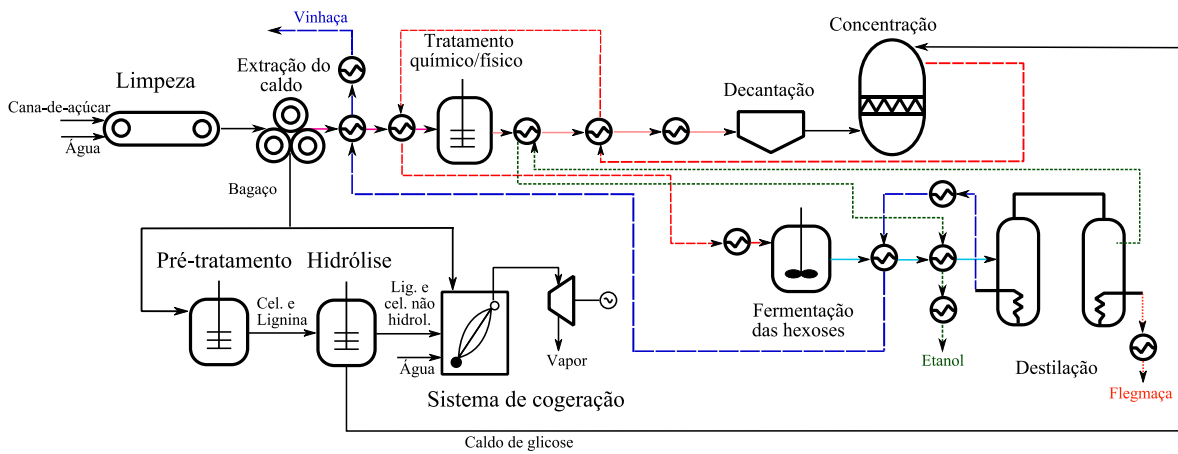 Vinhaça
Concentração
Tratamento
químico/físico
Extração do
caldo
Limpeza
Decantação
Cana-de-açúcar
Água
Bagaço
Pré-tratamento
Hidrólise
Lig. e
cel. não
hidrol.
Cel. e
Lignina
Fermentação
das hexoses
Água
Vapor
Etanol
Destilação
Flegmaça
Sistema de cogeração
Caldo de glicose